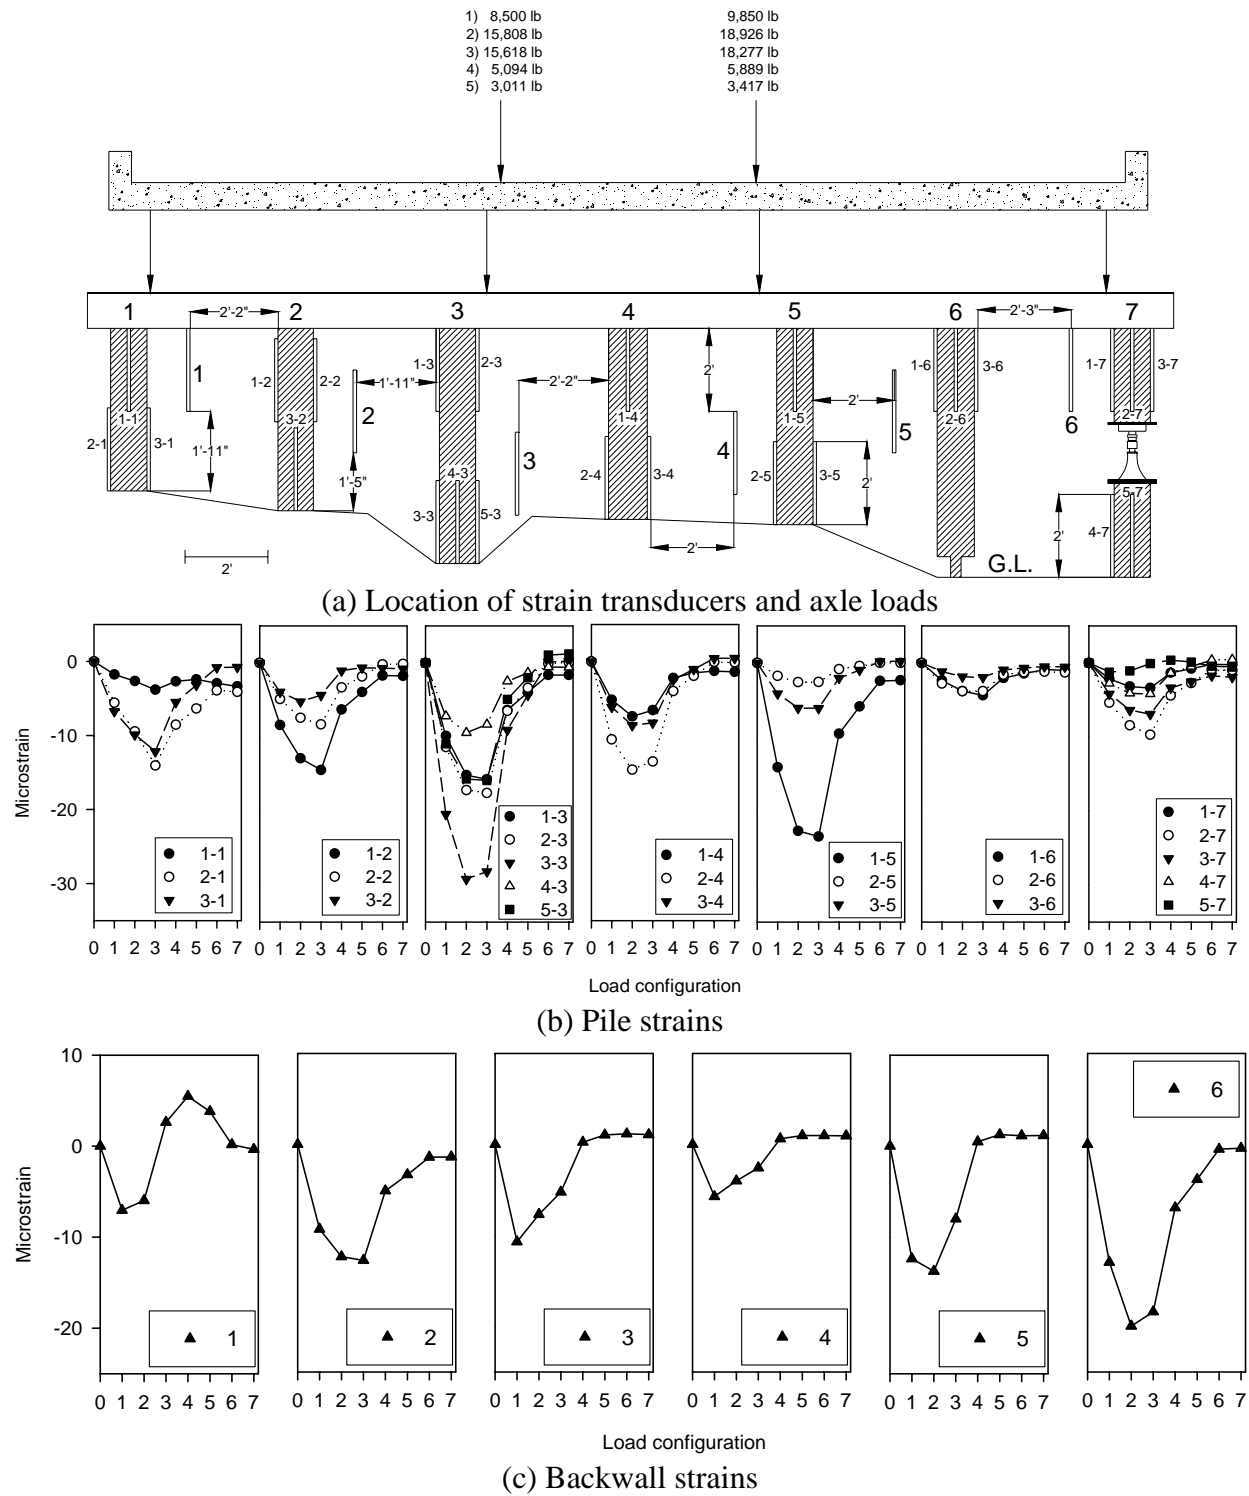 1) 8,500 lb 9,850 lb
2) 15,808 lb 18,926 lb
3) 15,618 lb 18,277 lb
4) 5,094 lb 5,889 lb
5) 3,011 lb 3,417 lb
1 2 3 4 5 6 7
2'-2" 2'-3"
1-2 2-2 1-3 2-3 1-6 3-6 1-7 3-7
1 2' 
2 1'-11" 2'-2" 2'
1-1 3-2 1-4 1-5 2-6 6 2-7
2-1 3-1 1'-11" 1'-5" 4-3 3 2-4 3-4 4 2-5 3-5 2' 5 5-7
3-3 5-3 4-7 2'
2' 2' G.L.
(a) Location of strain transducers and axle loads
0
-10
-20
-30
Microstrain
1-1
2-1
3-1
1-2
2-2
3-2
1-3
2-3
3-3
4-3
5-3
1-4
2-4
3-4
1-5
2-5
3-5
1-6
2-6
3-6
1-7
2-7
3-7
4-7
5-7
0 1 2 3 4 5 6 7 0 1 2 3 4 5 6 7 0 1 2 3 4 5 6 7 0 1 2 3 4 5 6 7 0 1 2 3 4 5 6 7 0 1 2 3 4 5 6 7 0 1 2 3 4 5 6 7
Load configuration
(b) Pile strains
10
0
-10
-20
Microstrain
1
2
3
4
5
6
0 1 2 3 4 5 6 7 0 1 2 3 4 5 6 7 0 1 2 3 4 5 6 7 0 1 2 3 4 5 6 7 0 1 2 3 4 5 6 7 0 1 2 3 4 5 6 7
Load configuration
(c) Backwall strains